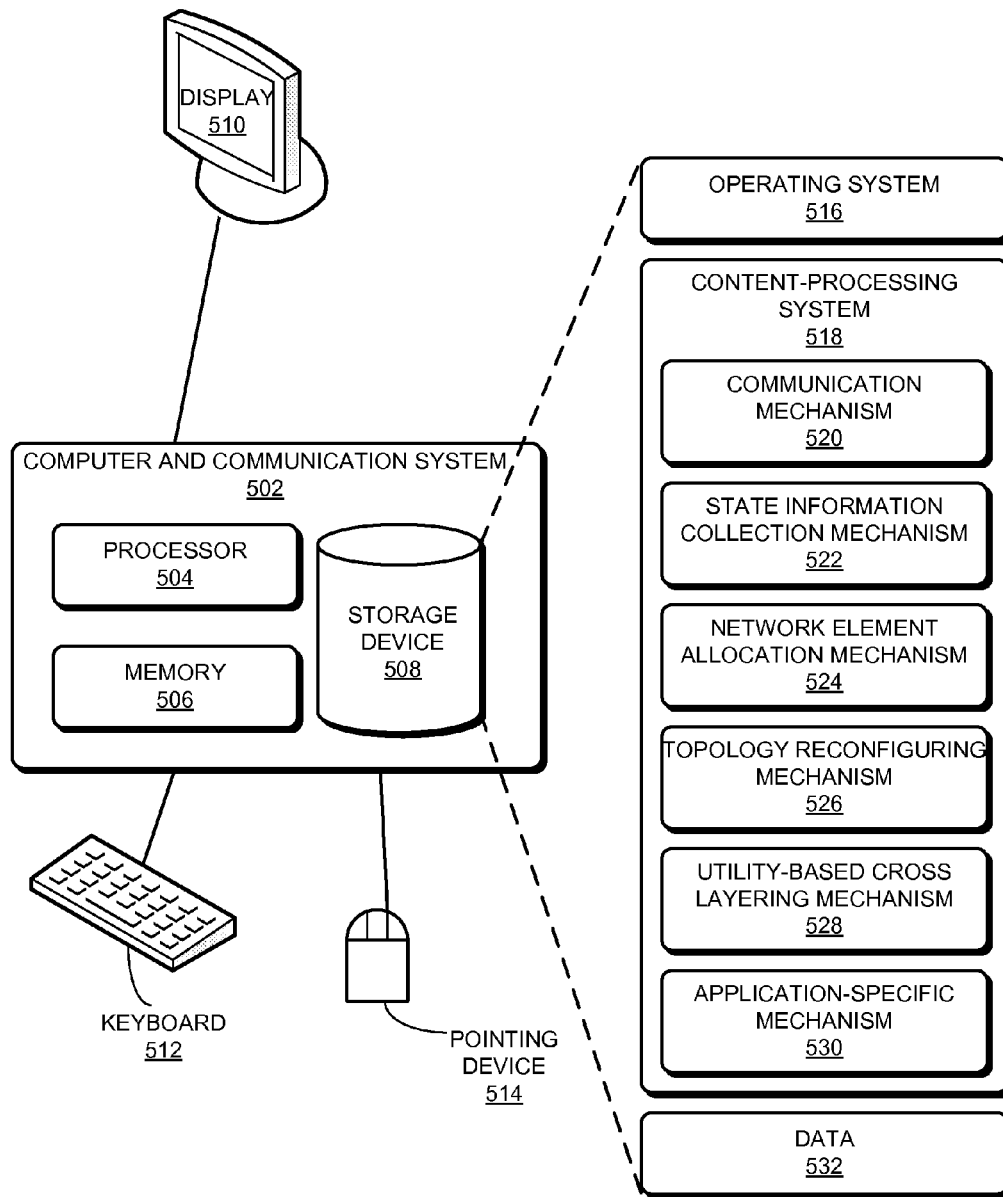 DISPLAY
510
COMPUTER AND COMMUNICATION SYSTEM
502
PROCESSOR
504
MEMORY
506
STORAGE
DEVICE
508
KEYBOARD
512
POINTING
DEVICE
514
OPERATING SYSTEM
516
CONTENT-PROCESSING
SYSTEM
518
COMMUNICATION
MECHANISM
520
STATE INFORMATION
COLLECTION MECHANISM
522
NETWORK ELEMENT
ALLOCATION MECHANISM
524
TOPOLOGY RECONFIGURING
MECHANISM
526
UTILITY-BASED CROSS
LAYERING MECHANISM
528
APPLICATION-SPECIFIC
MECHANISM
530
DATA
532